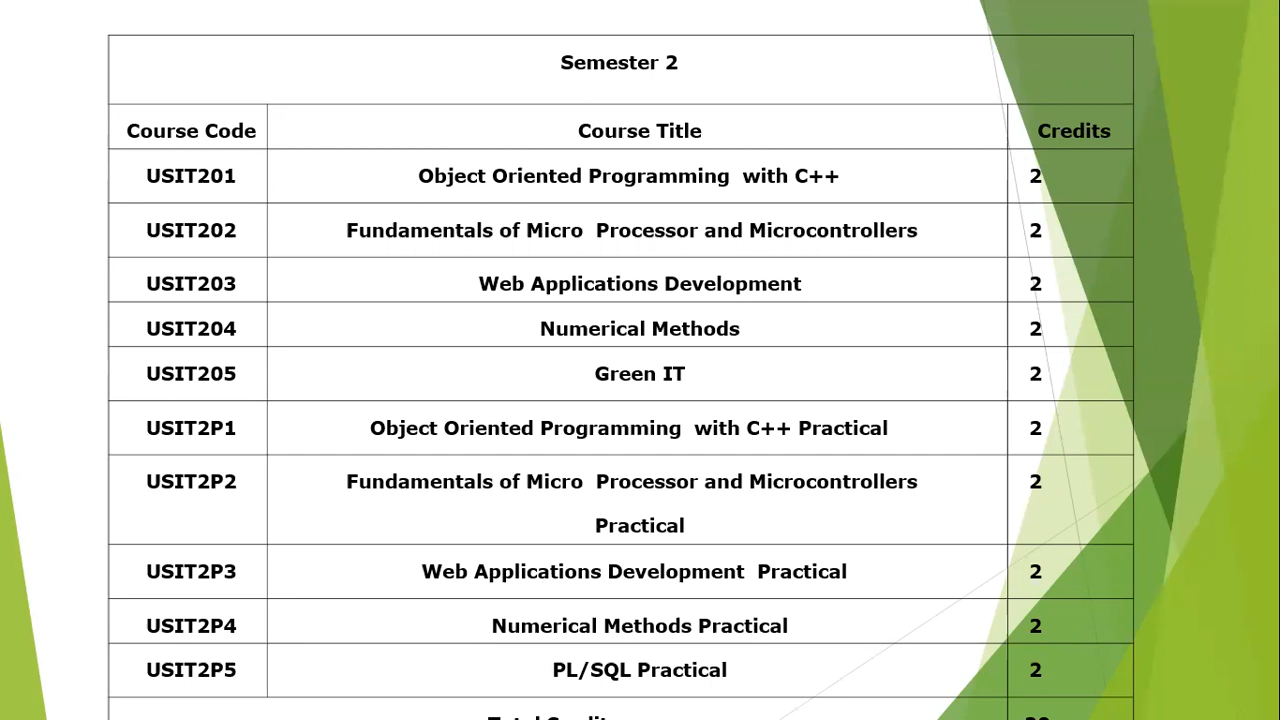 Semester 2
Course Code Course Title Credits
USIT201 Object Oriented Programming with C++ 2
USIT202 Fundamentals of Micro Processor and Microcontrollers 2
USIT203 Web Applications Development 2
USIT204 Numerical Methods 2
USIT205 Green IT 2
USIT2P1 Object Oriented Programming with C++ Practical 2
USIT2P2 Fundamentals of Micro Processor and Microcontrollers 2
Practical
USIT2P3 Web Applications Development Practical 2
USIT2P4 Numerical Methods Practical 2
USIT2P5 PL/SQL Practical 2
Total